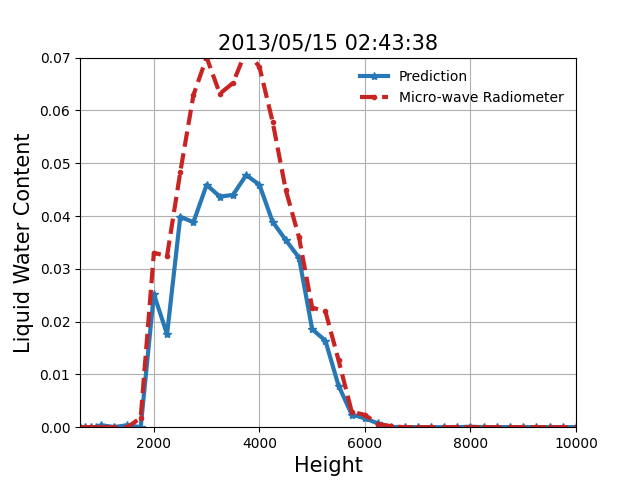 2013/05/15 02:43:38
0.07
0.06
0.05
0.04
0.03
0.02
0.01
0.00
Liquid Water Content
Prediction
Micro-wave Radiometer
2000 4000 6000 8000 10000
Height